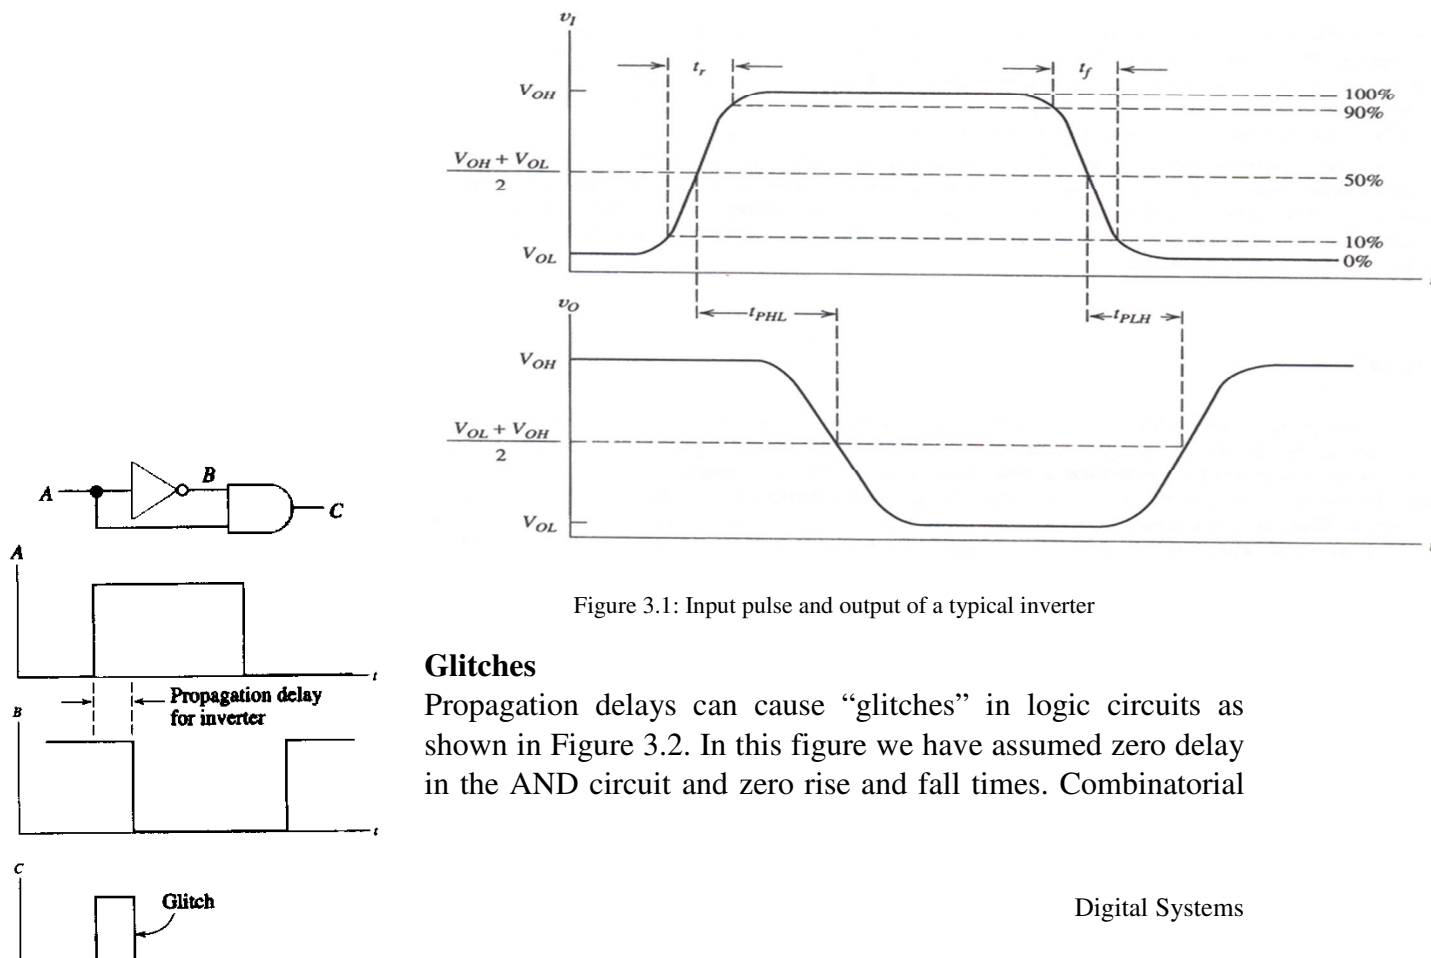 v_I
t_r
t_f
V_OH
100%
90%
V_OH + V_OL
2
50%
10%
V_OL
0%
v_O
t_PHL
t_PLH
V_OH
V_OL + V_OH
2
V_OL
Figure 3.1: Input pulse and output of a typical inverter
A
B
C
A
t
Propagation delay
for inverter
B
t
C
Glitch
Glitches
Propagation delays can cause “glitches” in logic circuits as
shown in Figure 3.2. In this figure we have assumed zero delay
in the AND circuit and zero rise and fall times. Combinatorial
Digital Systems